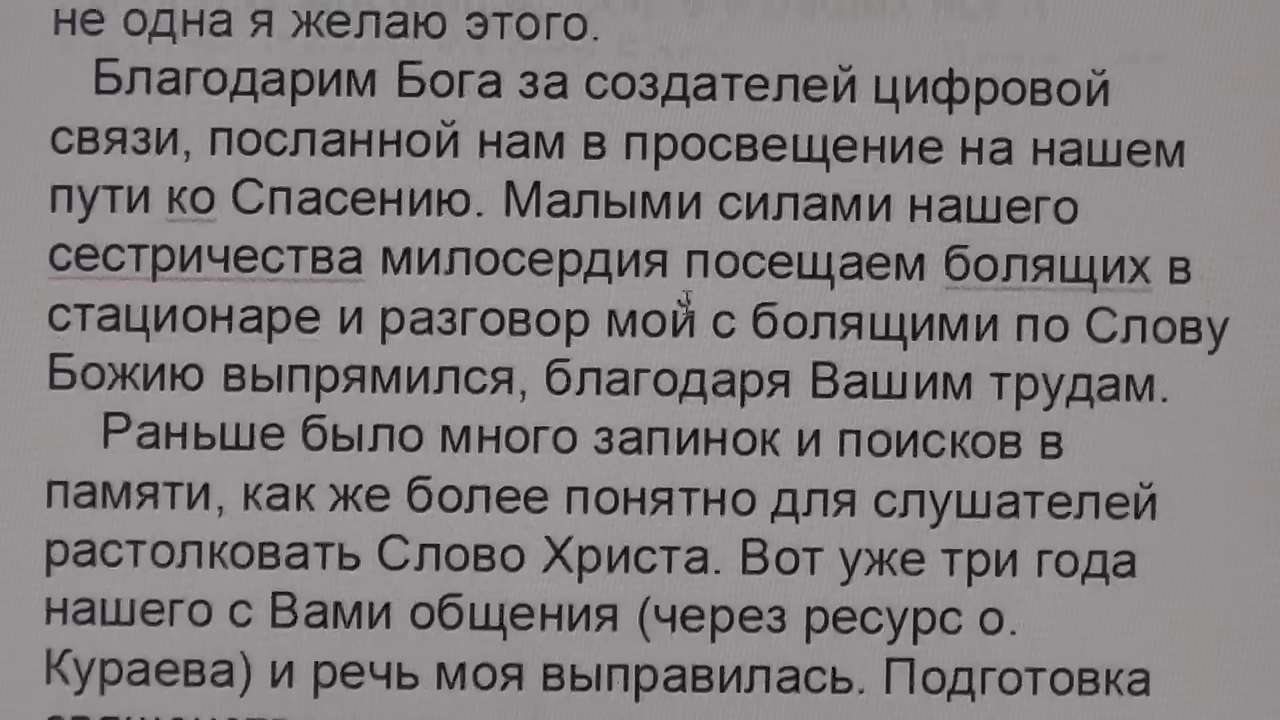 не одна я желаю этого.
Благодарим Бога за создателей цифровой
связи, посланной нам в просвещение на нашем
пути ко Спасению. Малыми силами нашего
сестричества милосердия посещаем болящих в
стационаре и разговор мой с болящими по Слову
Божию выпрямился, благодаря Вашим трудам.
Раньше было много запинок и поисков в
памяти, как же более понятно для слушателей
растолковать Слово Христа. Вот уже три года
нашего с Вами общения (через ресурс о.
Кураева) и речь моя выправилась. Подготовка